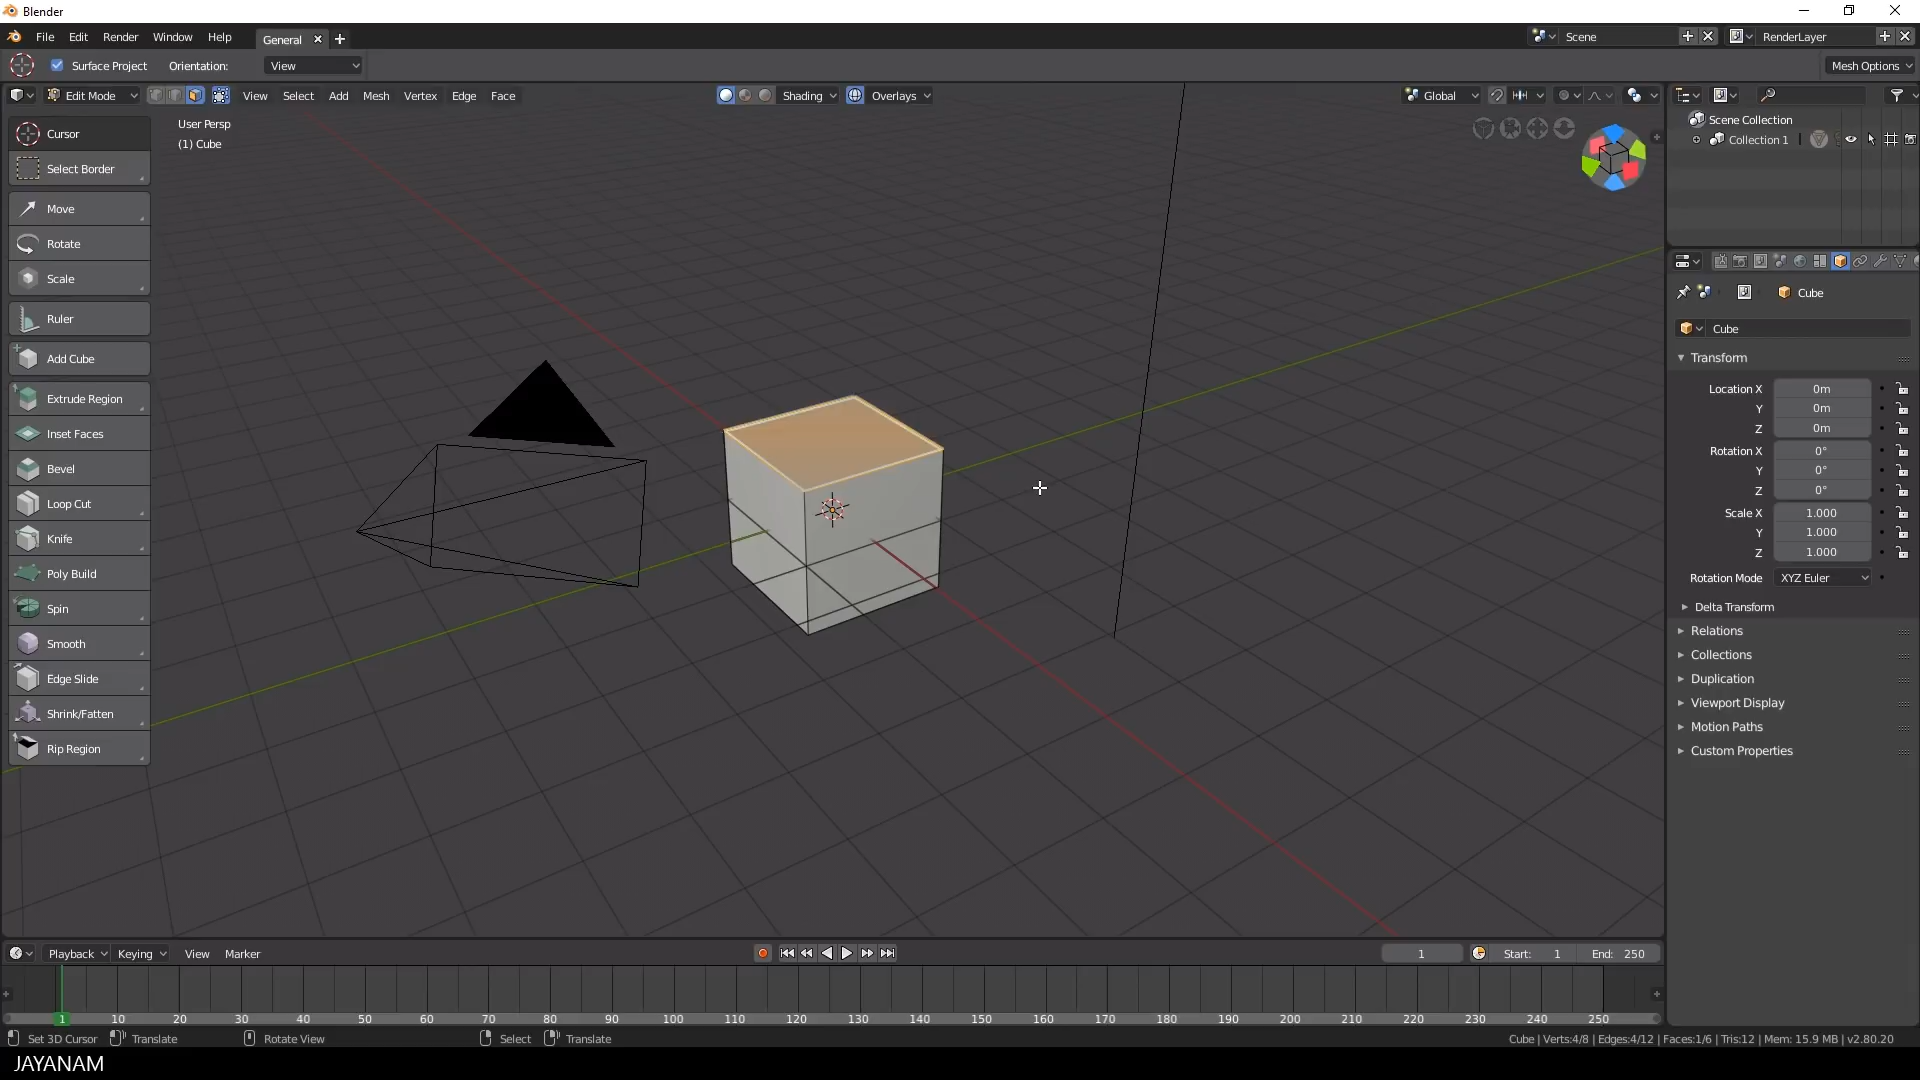 Blender
File Edit Render Window Help General Scene RenderLayer
Surface Project Orientation: View Mesh Options
Edit Mode View Select Add Mesh Vertex Edge Face Shading Overlays Global
User Persp
(1) Cube
Cursor
Select Border
Move
Rotate
Scale
Ruler
Add Cube
Extrude Region
Inset Faces
Bevel
Loop Cut
Knife
Poly Build
Spin
Smooth
Edge Slide
Shrink/Fatten
Rip Region
Scene Collection
Collection 1
Cube
Cube
Transform
Location X 0m
Y 0m
Z 0m
Rotation X 0°
Y 0°
Z 0°
Scale X 1.000
Y 1.000
Z 1.000
Rotation Mode XYZ Euler
Delta Transform
Relations
Collections
Duplication
Viewport Display
Motion Paths
Custom Properties
Playback Keying View Marker 1 Start: 1 End: 250
1 10 20 30 40 50 60 70 80 90 100 110 120 130 140 150 160 170 180 190 200 210 220 230 240 250
Set 3D Cursor Translate Rotate View Select Translate Cube | Verts:4/8 | Edges:4/12 | Faces:1/6 | Tris:12 | Mem: 15.9 MB | v2.80.20
JAYANAM